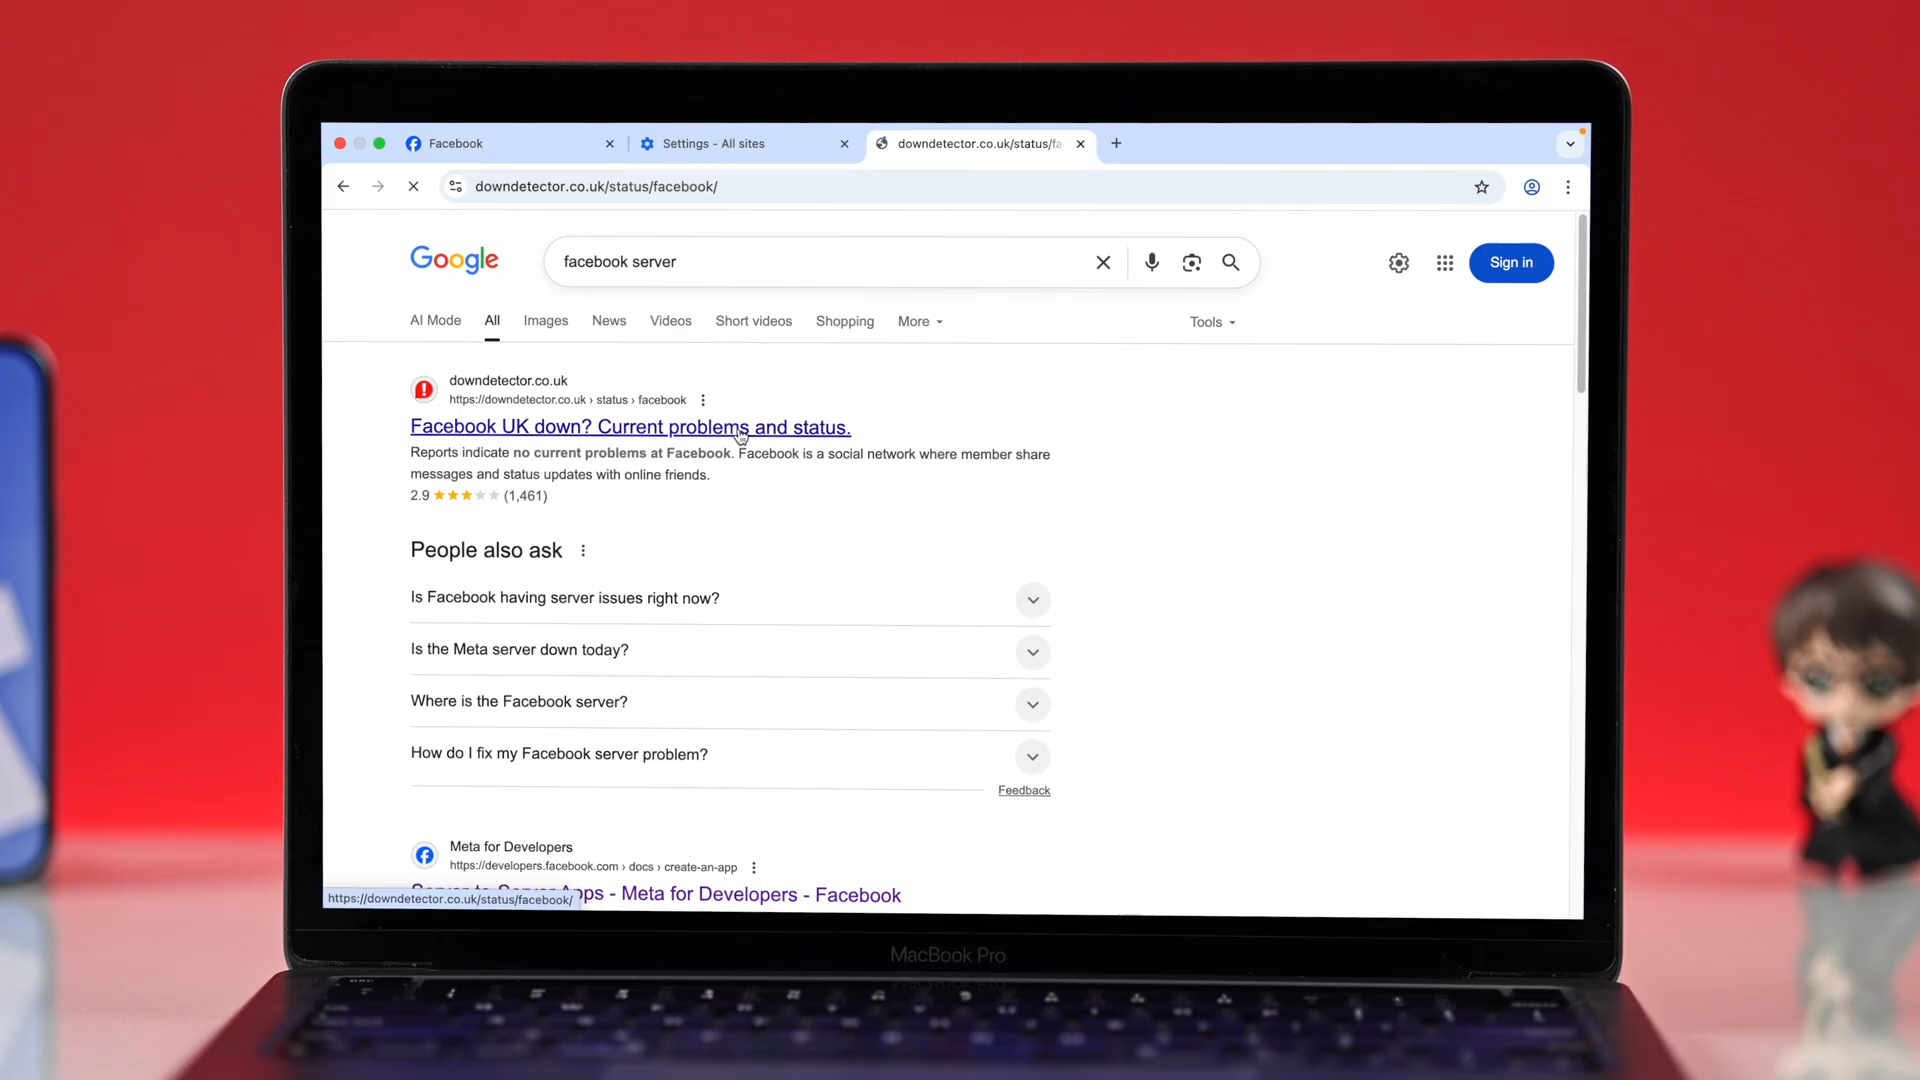 Facebook
Settings - All sites
downdetector.co.uk/status/fa
downdetector.co.uk/status/facebook/
Google
facebook server
Sign in
AI Mode
All
Images
News
Videos
Short videos
Shopping
More
Tools
downdetector.co.uk
https://downdetector.co.uk › status › facebook
Facebook UK down? Current problems and status.
Reports indicate no current problems at Facebook. Facebook is a social network where member share
messages and status updates with online friends.
2.9 (1,461)
People also ask
Is Facebook having server issues right now?
Is the Meta server down today?
Where is the Facebook server?
How do I fix my Facebook server problem?
Feedback
Meta for Developers
https://developers.facebook.com › docs › create-an-app
Server to Server Apps - Meta for Developers - Facebook
https://downdetector.co.uk/status/facebook/
MacBook Pro